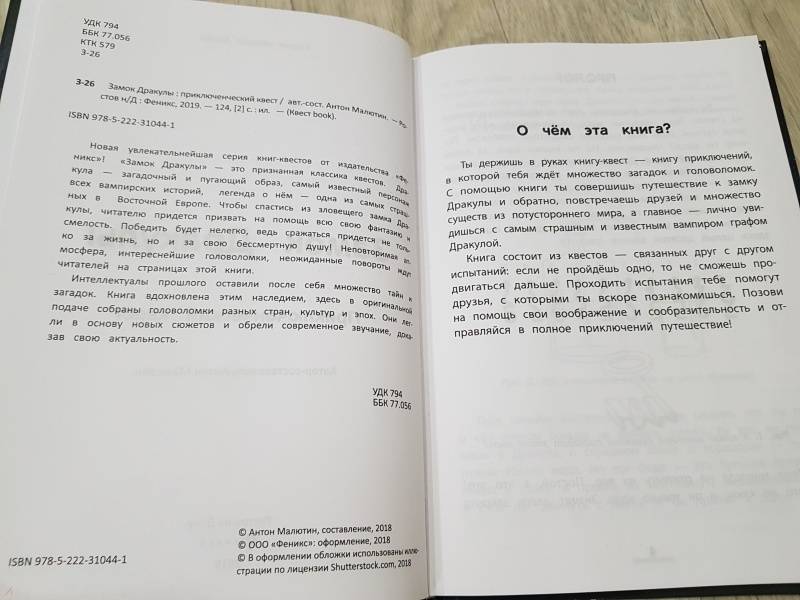 УДК 794
ББК 77.056
КТК 579
З-26
З-26 Замок Дракулы : приключенческий квест / авт.-сост. Антон Малютин. — Ро-
стов н/Д : Феникс, 2019. — 124, [2] с. : ил. — (Квест book).
ISBN 978-5-222-31044-1
Новая увлекательнейшая серия книг-квестов от издательства «Фе-
никс»! «Замок Дракулы» — это признанная классика квестов. Дра-
кула — загадочный и пугающий образ, самый известный персонаж
всех вампирских историй, легенда о нём — одна из самых страш-
ных в Восточной Европе. Чтобы спастись из зловещего замка Дра-
кулы, читателю придется призвать на помощь всю свою фантазию и
смелость. Победить будет нелегко, ведь сражаться придется не толь-
ко за жизнь, но и за свою бессмертную душу! Неповторимая ат-
мосфера, интереснейшие головоломки, неожиданные повороты ждут
читателей на страницах этой книги.
Интеллектуалы прошлого оставили после себя множество тайн и
загадок. Книга вдохновлена этим наследием, здесь в оригинальной
подаче собраны головоломки разных стран, культур и эпох. Они лег-
ли в основу новых сюжетов и обрели современное звучание, дока-
зав свою актуальность.
УДК 794
ББК 77.056
ISBN 978-5-222-31044-1
© Антон Малютин, составление, 2018
© ООО «Феникс»: оформление, 2018
© В оформлении обложки использованы иллю-
страции по лицензии Shutterstock.com, 2018
О чём эта книга?
Ты держишь в руках книгу-квест — книгу приключений,
в которой тебя ждёт множество загадок и головоломок.
С помощью книги ты совершишь путешествие к замку
Дракулы и обратно, повстречаешь друзей и множество
существ из потустороннего мира, а главное — лично уви-
дишься с самым страшным и известным вампиром графом
Дракулой.
Книга состоит из квестов — связанных друг с другом
испытаний: если не пройдёшь одно, то не сможешь про-
двигаться дальше. Проходить испытания тебе помогут
друзья, с которыми ты вскоре познакомишься. Позови
на помощь свои воображение и сообразительность и от-
правляйся в полное приключений путешествие!